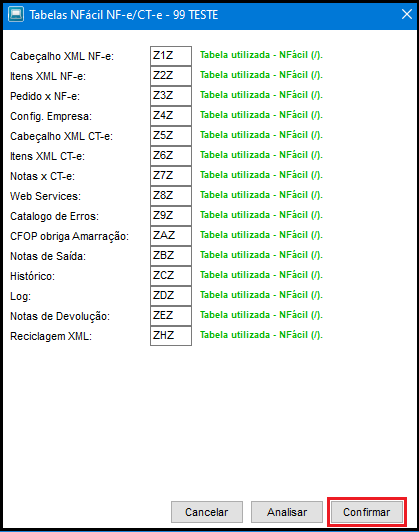 Tabelas NFácil NF-e/CT-e - 99 TESTE
Cabeçalho XML NF-e: Z1Z Tabela utilizada - NFácil (/).
Itens XML NF-e: Z2Z Tabela utilizada - NFácil (/).
Pedido x NF-e: Z3Z Tabela utilizada - NFácil (/).
Config. Empresa: Z4Z Tabela utilizada - NFácil (/).
Cabeçalho XML CT-e: Z5Z Tabela utilizada - NFácil (/).
Itens XML CT-e: Z6Z Tabela utilizada - NFácil (/).
Notas x CT-e: Z7Z Tabela utilizada - NFácil (/).
Web Services: Z8Z Tabela utilizada - NFácil (/).
Catalogo de Erros: Z9Z Tabela utilizada - NFácil (/).
CFOP obriga Amarração: ZAZ Tabela utilizada - NFácil (/).
Notas de Saída: ZBZ Tabela utilizada - NFácil (/).
Histórico: ZCZ Tabela utilizada - NFácil (/).
Log: ZDZ Tabela utilizada - NFácil (/).
Notas de Devolução: ZEZ Tabela utilizada - NFácil (/).
Reciclagem XML: ZHZ Tabela utilizada - NFácil (/).
Cancelar Analisar Confirmar